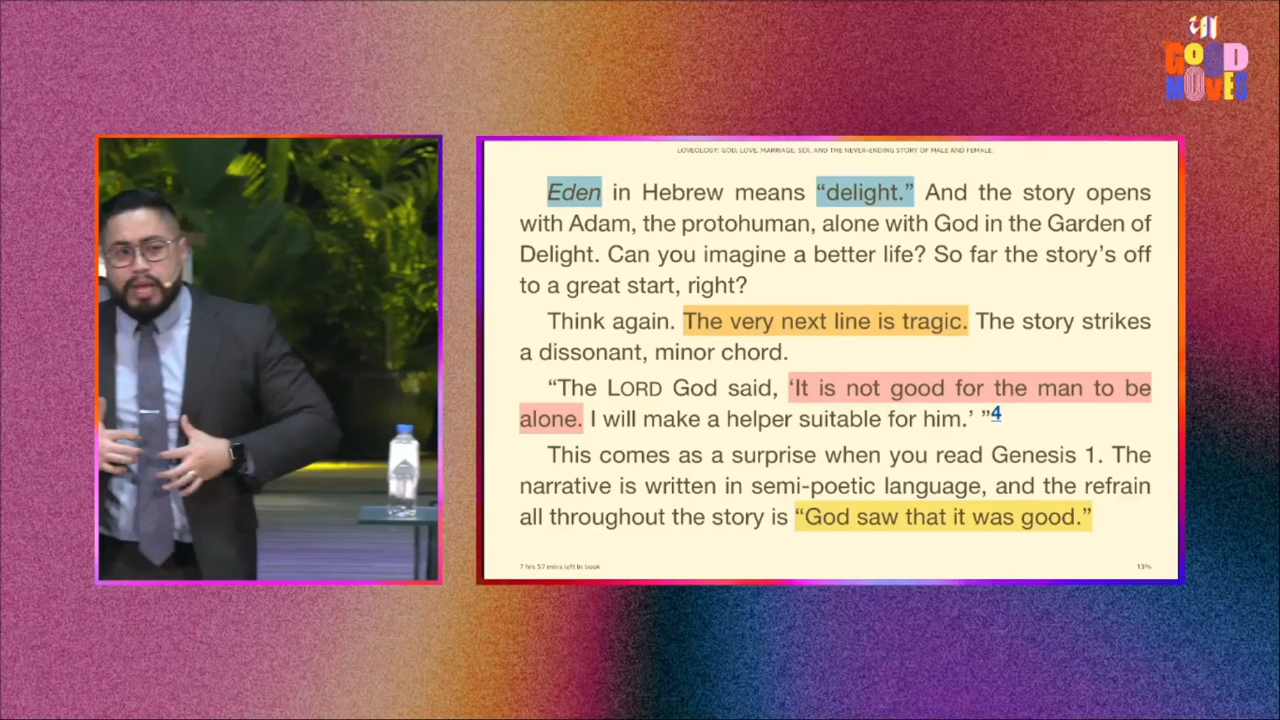 GOOD
MOVES
LOVEOLOGY: GOD. LOVE. MARRIAGE. SEX. AND THE NEVER-ENDING STORY OF MALE AND FEMALE.
Eden in Hebrew means “delight.” And the story opens
with Adam, the protohuman, alone with God in the Garden of
Delight. Can you imagine a better life? So far the story’s off
to a great start, right?
Think again. The very next line is tragic. The story strikes
a dissonant, minor chord.
“The LORD God said, ‘It is not good for the man to be
alone. I will make a helper suitable for him.’ ”4
This comes as a surprise when you read Genesis 1. The
narrative is written in semi-poetic language, and the refrain
all throughout the story is “God saw that it was good.”
7 hrs 57 mins left in book
13%